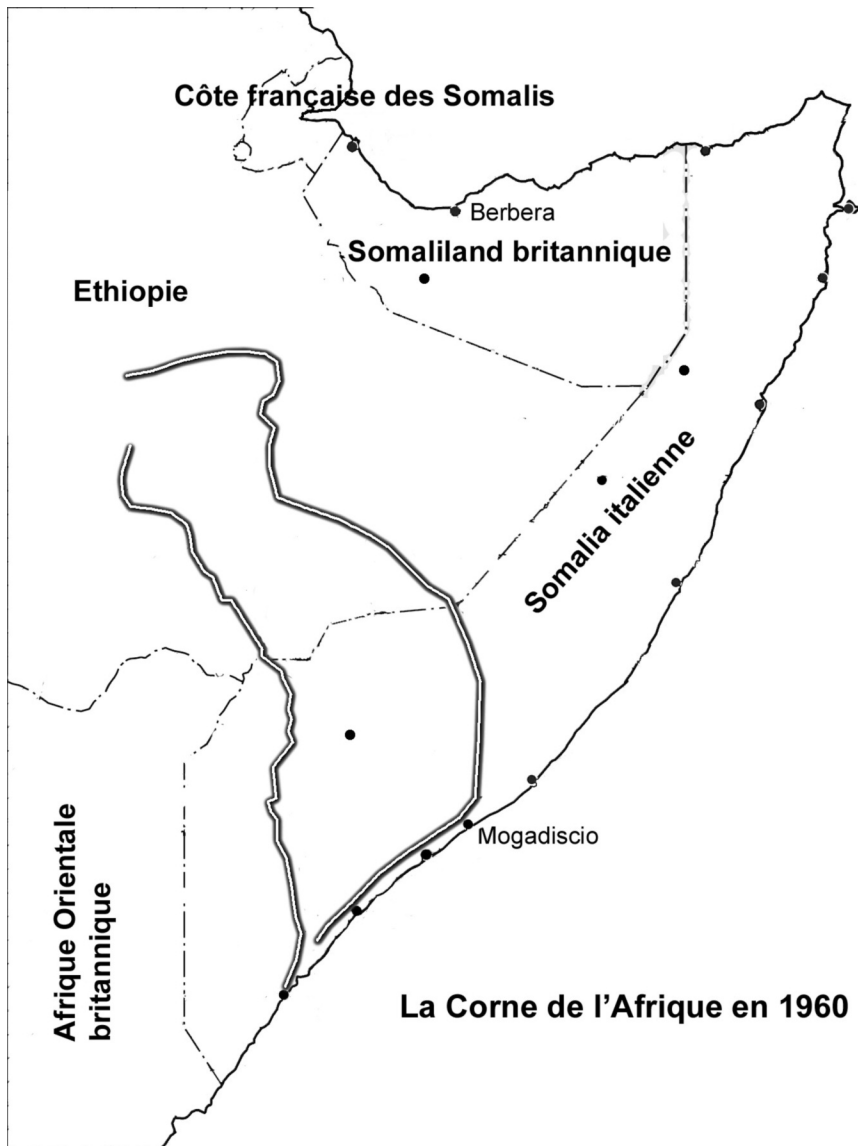 Côte française des Somalis
Berbera
Somaliland britannique
Ethiopie
Somalia italienne
Mogadiscio
Afrique Orientale
britannique
La Corne de l’Afrique en 1960